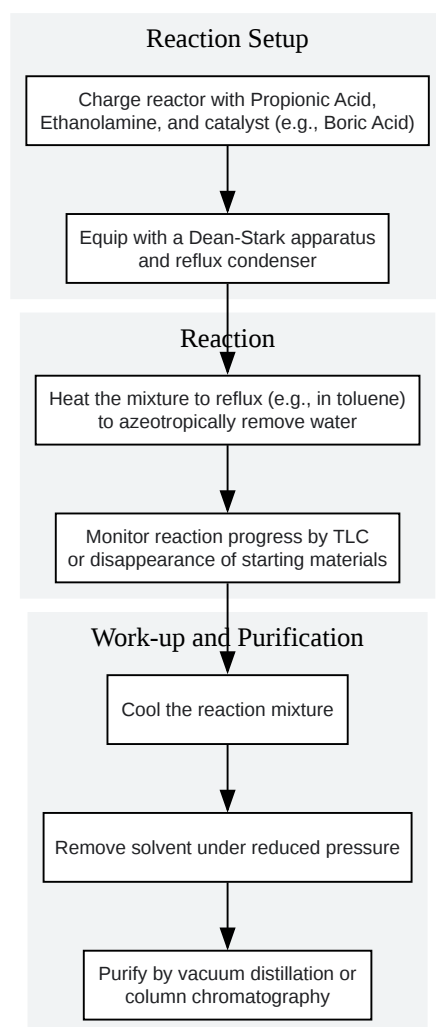 Reaction Setup
Charge reactor with Propionic Acid,
Ethanolamine, and catalyst (e.g., Boric Acid)
Equip with a Dean-Stark apparatus
and reflux condenser
Reaction
Heat the mixture to reflux (e.g., in toluene)
to azeotropically remove water
Monitor reaction progress by TLC
or disappearance of starting materials
Work-up and Purification
Cool the reaction mixture
Remove solvent under reduced pressure
Purify by vacuum distillation or
column chromatography